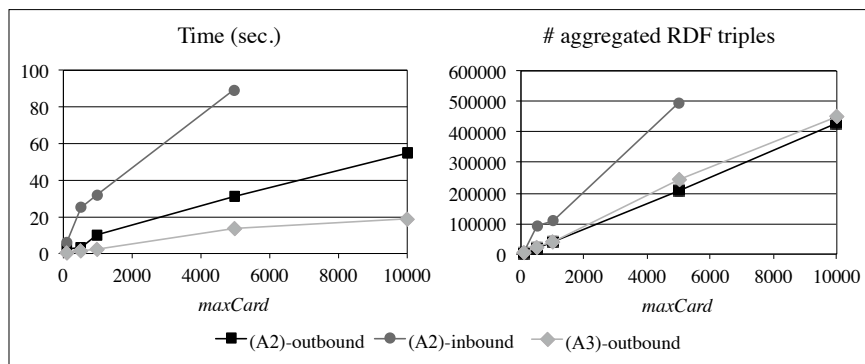 Time (sec.)
100
80
60
40
20
0
0 2000 4000 6000 8000 10000
maxCard
# aggregated RDF triples
600000
500000
400000
300000
200000
100000
0
0 2000 4000 6000 8000 10000
maxCard
(A2)-outbound (A2)-inbound (A3)-outbound